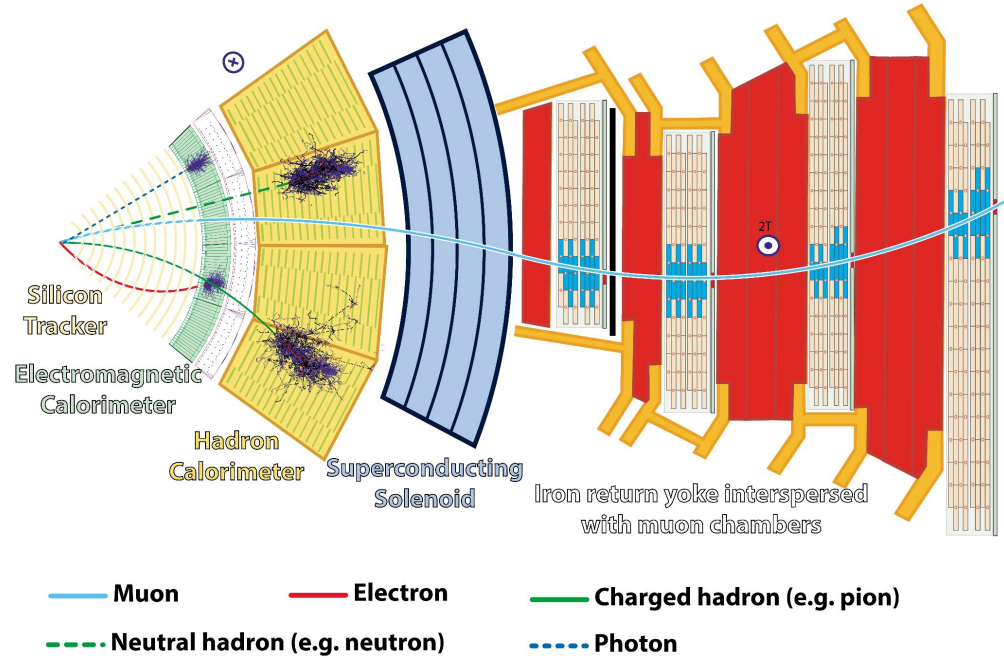 2T
Silicon
Tracker
Electromagnetic
Calorimeter
Hadron
Calorimeter
Superconducting
Solenoid
Iron return yoke interspersed
with muon chambers
Muon
Electron
Charged hadron (e.g. pion)
Neutral hadron (e.g. neutron)
Photon